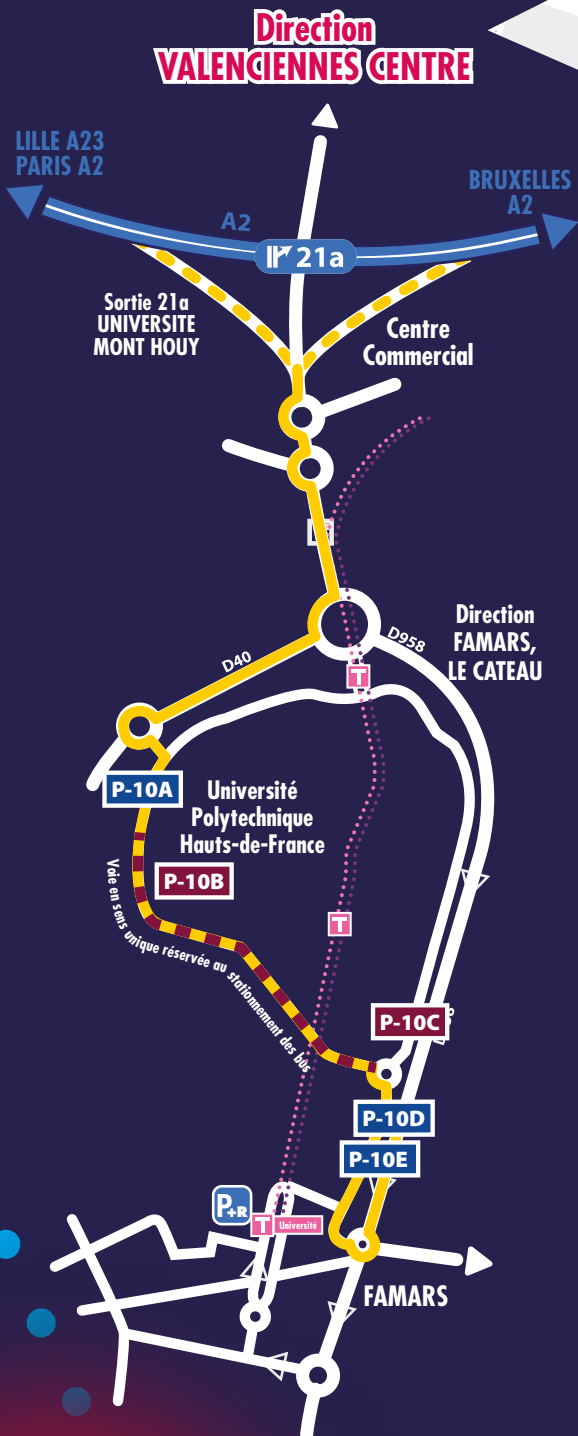 Direction
VALENCIENNES CENTRE
LILLE A23
PARIS A2
BRUXELLES
A2
A2
21a
Sortie 21a
UNIVERSITE
MONT HOUY
Centre
Commercial
Direction
FAMARS,
LE CATEAU
D958
D40
T
P-10A
Université
Polytechnique
Hauts-de-France
P-10B
Voie en sens unique réservée au stationnement des bus
T
P-10C
P-10D
P-10E
P+R
T Université
FAMARS